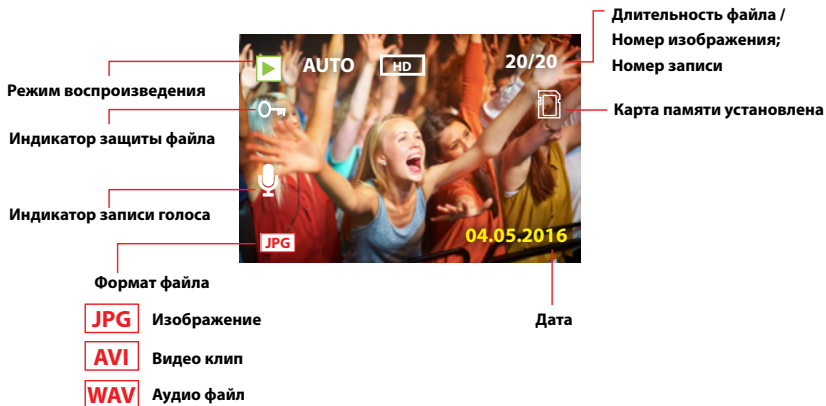 Длительность файла /
Номер изображения;
Номер записи
AUTO HD 20/20
Режим воспроизведения
Карта памяти установлена
Индикатор защиты файла
Индикатор записи голоса
JPG
04.05.2016
Формат файла
JPG Изображение
Дата
AVI Видео клип
WAV Аудио файл